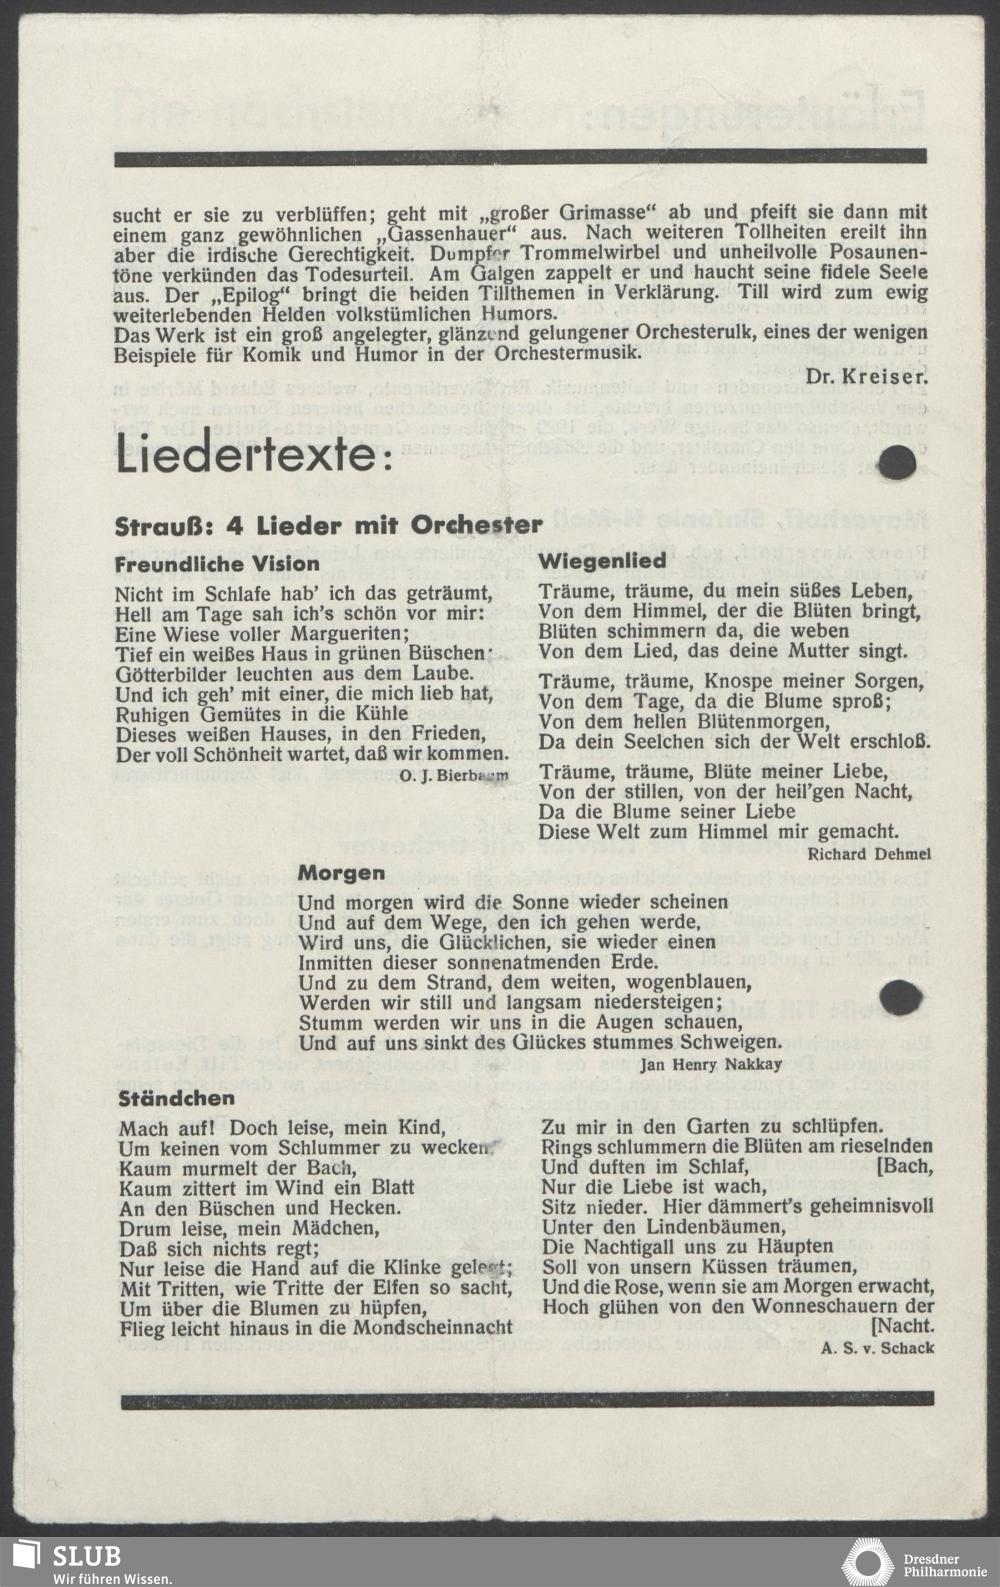 sucht er sie zu verblüffen; geht mit „großer Grimasse“ ab und pfeift sie dann mit
einem ganz gewöhnlichen „Gassenhauer“ aus. Nach weiteren Tollheiten ereilt ihn
aber die irdische Gerechtigkeit. Dumpfer Trommelwirbel und unheilvolle Posaunen-
töne verkünden das Todesurteil. Am Galgen zappelt er und haucht seine fidele Seele
aus. Der „Epilog“ bringt die beiden Tillthemen in Verklärung. Till wird zum ewig
weiterlebenden Helden volkstümlichen Humors.
Das Werk ist ein groß angelegter, glänzend gelungener Orchesterulk, eines der wenigen
Beispiele für Komik und Humor in der Orchestermusik.
Dr. Kreiser.
Liedertexte:
Strauß: 4 Lieder mit Orchester
Freundliche Vision
Nicht im Schlafe hab' ich das geträumt,
Hell am Tage sah ich's schön vor mir:
Eine Wiese voller Margueriten;
Tief ein weißes Haus in grünen Büschen;
Götterbilder leuchten aus dem Laube.
Und ich geh' mit einer, die mich lieb hat,
Ruhigen Gemütes in die Kühle
Dieses weißen Hauses, in den Frieden,
Der voll Schönheit wartet, daß wir kommen.
O. J. Bierbaum
Wiegenlied
Träume, träume, du mein süßes Leben,
Von dem Himmel, der die Blüten bringt,
Blüten schimmern da, die weben
Von dem Lied, das deine Mutter singt.
Träume, träume, Knospe meiner Sorgen,
Von dem Tage, da die Blume sproß;
Von dem hellen Blütenmorgen,
Da dein Seelchen sich der Welt erschloß.
Träume, träume, Blüte meiner Liebe,
Von der stillen, von der heil'gen Nacht,
Da die Blume seiner Liebe
Diese Welt zum Himmel mir gemacht.
Richard Dehmel
Morgen
Und morgen wird die Sonne wieder scheinen
Und auf dem Wege, den ich gehen werde,
Wird uns, die Glücklichen, sie wieder einen
Inmitten dieser sonnenatmenden Erde.
Und zu dem Strand, dem weiten, wogenblauen,
Werden wir still und langsam niedersteigen;
Stumm werden wir uns in die Augen schauen,
Und auf uns sinkt des Glückes stummes Schweigen.
Jan Henry Nakkay
Ständchen
Mach auf! Doch leise, mein Kind,
Um keinen vom Schlummer zu wecken.
Kaum murmelt der Bach,
Kaum zittert im Wind ein Blatt
An den Büschen und Hecken.
Drum leise, mein Mädchen,
Daß sich nichts regt;
Nur leise die Hand auf die Klinke gelegt;
Mit Tritten, wie Tritte der Elfen so sacht,
Um über die Blumen zu hüpfen,
Flieg leicht hinaus in die Mondscheinnacht
Zu mir in den Garten zu schlüpfen.
Rings schlummern die Blüten am rieselnden
Und duften im Schlaf, [Bach,
Nur die Liebe ist wach,
Sitz nieder. Hier dämmert's geheimnisvoll
Unter den Lindenbäumen,
Die Nachtigall uns zu Häupten
Soll von unsern Küssen träumen,
Und die Rose, wenn sie am Morgen erwacht,
Hoch glühen von den Wonneschauern der
[Nacht.
A. S. v. Schack
SLUB
Wir führen Wissen.
Dresdner
Philharmonie